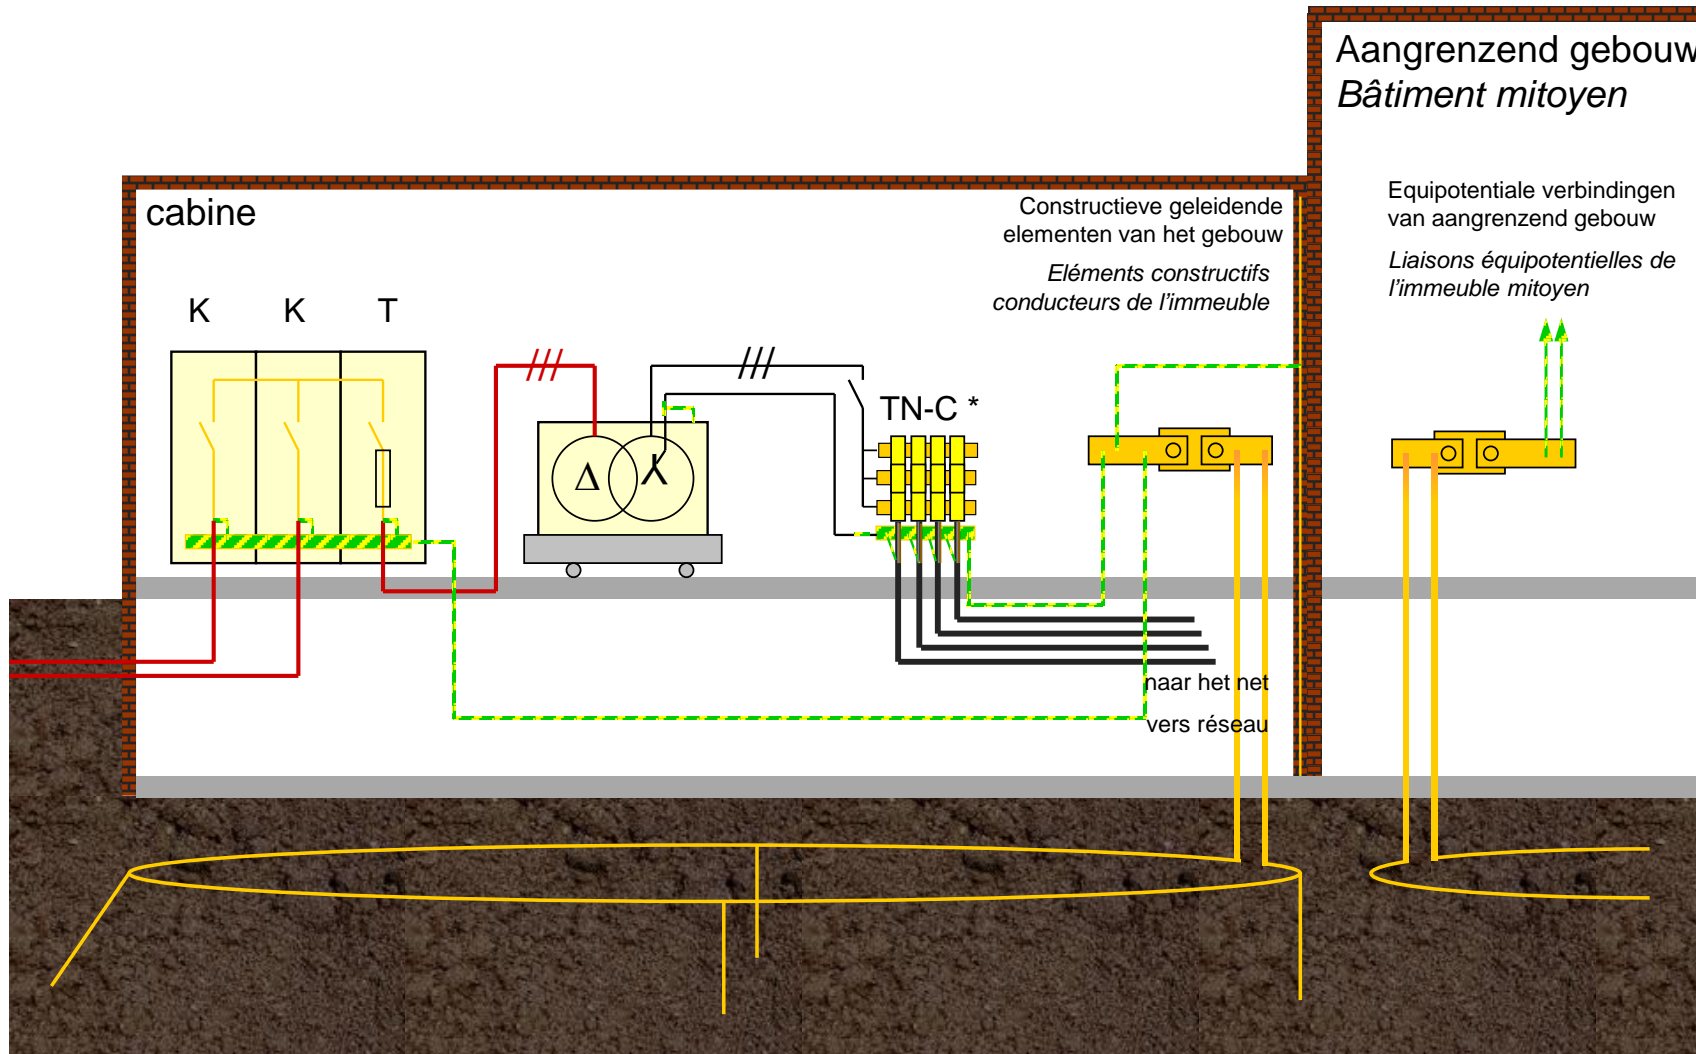 Aangrenzend gebouw
Bâtiment mitoyen
cabine
Constructieve geleidende
elementen van het gebouw
Eléments constructifs
conducteurs de l'immeuble
Equipotentiale verbindingen
van aangrenzend gebouw
Liaisons équipotentielles de
l'immeuble mitoyen
K K T
TN-C *
Δ
naar het net
vers réseau